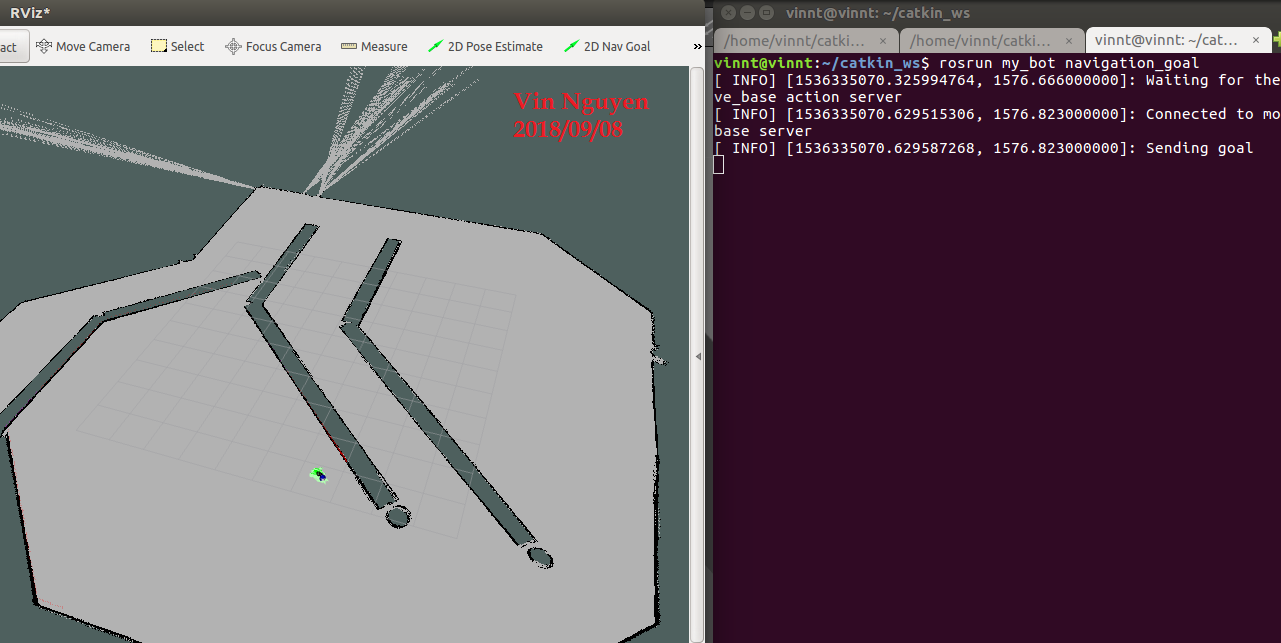 RViz*
act
Move Camera
Select
Focus Camera
Measure
2D Pose Estimate
2D Nav Goal
»
Vin Nguyen
2018/09/08
vinnt@vinnt: ~/catkin_ws
/home/vinnt/catki... ×
/home/vinnt/catki... ×
vinnt@vinnt: ~/cat... ×
vinnt@vinnt:~/catkin_ws$ rosrun my_bot navigation_goal
[ INFO] [1536335070.325994764, 1576.666000000]: Waiting for the
ve_base action server
[ INFO] [1536335070.629515306, 1576.823000000]: Connected to mo
base server
[ INFO] [1536335070.629587268, 1576.823000000]: Sending goal